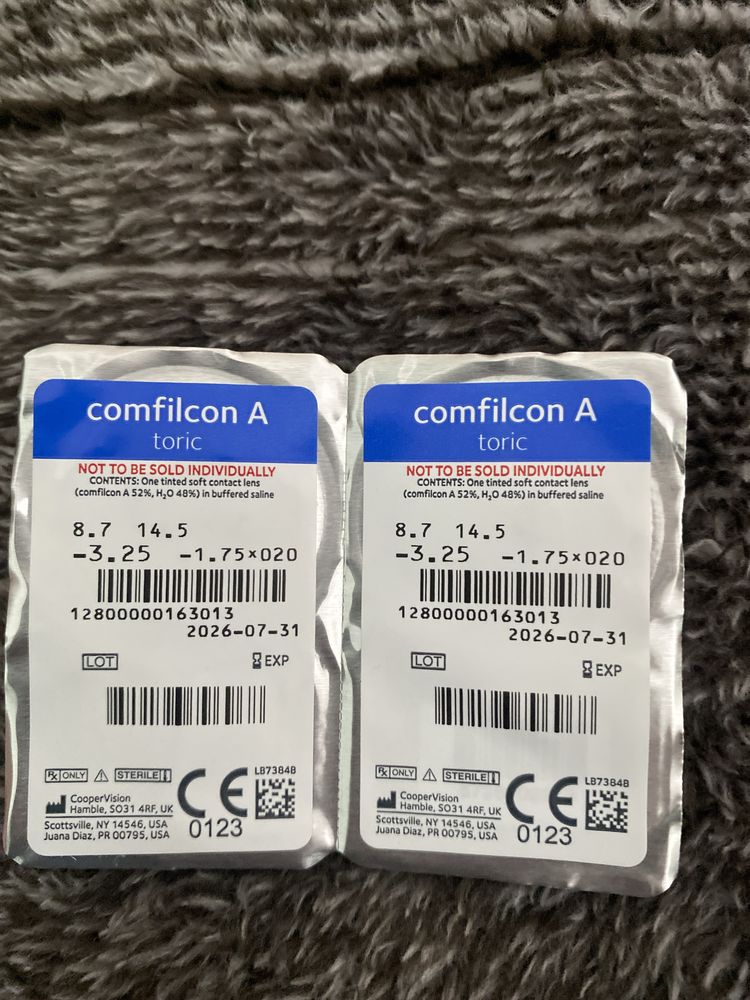 comfilcon A
toric
NOT TO BE SOLD INDIVIDUALLY
CONTENTS: One tinted soft contact lens
(comfilcon A 52%, H₂O 48%) in buffered saline
8.7 14.5
-3.25 -1.75×020
12800000163013
2026-07-31
LOT EXP
Rx ONLY STERILE
LB7384B
CooperVision
Hamble, SO31 4RF, UK
Scottsville, NY 14546, USA
Juana Diaz, PR 00795, USA
CE
0123
comfilcon A
toric
NOT TO BE SOLD INDIVIDUALLY
CONTENTS: One tinted soft contact lens
(comfilcon A 52%, H₂O 48%) in buffered saline
8.7 14.5
-3.25 -1.75×020
12800000163013
2026-07-31
LOT EXP
Rx ONLY STERILE
LB7384B
CooperVision
Hamble, SO31 4RF, UK
Scottsville, NY 14546, USA
Juana Diaz, PR 00795, USA
CE
0123